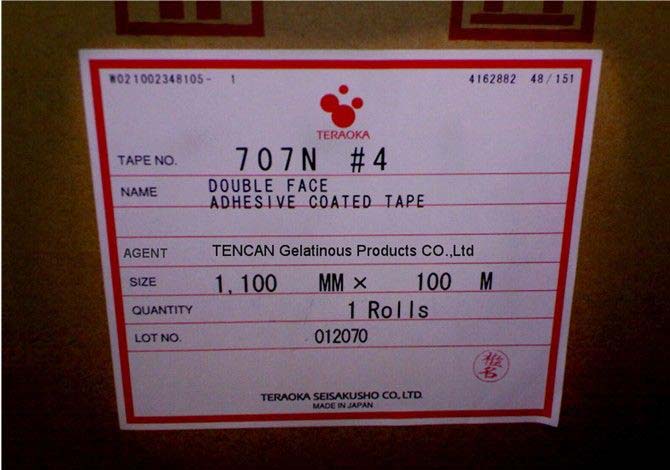 W021002348105- 1 4162882 48/151
TERAOKA
TAPE NO. 707N #4
NAME DOUBLE FACE
ADHESIVE COATED TAPE
AGENT TENCAN Gelatinous Products CO.,Ltd
SIZE 1,100 MM × 100 M
QUANTITY 1 Rolls
LOT NO. 012070
椎名
TERAOKA SEISAKUSHO CO., LTD.
MADE IN JAPAN